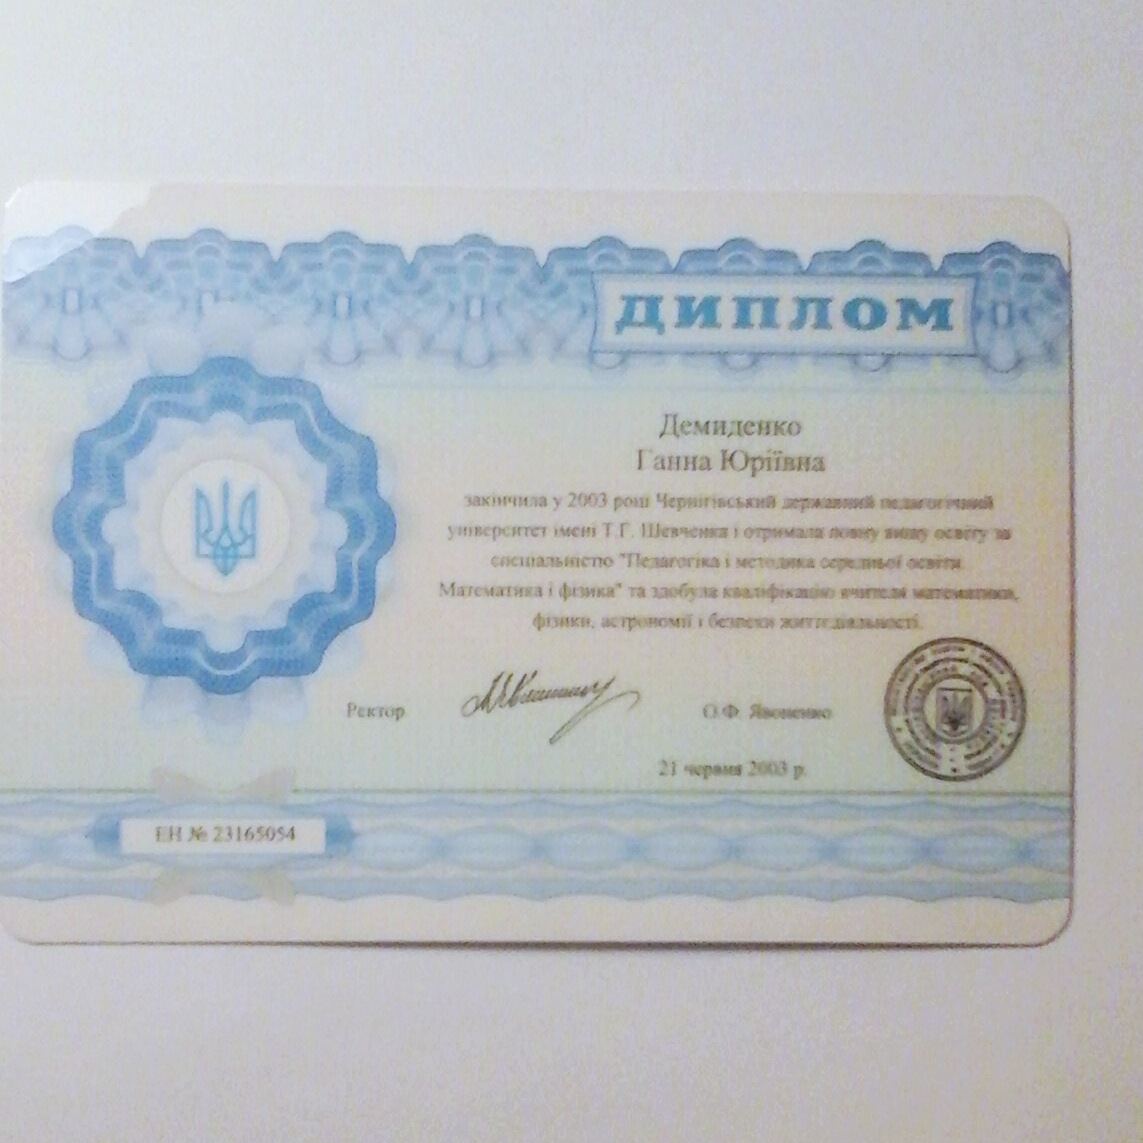 ДИПЛОМ
Демиденко
Ганна Юріївна
закінчила у 2003 році Чернігівський державний педагогічний
університет імені Т.Г. Шевченка і отримала повну вищу освіту за
спеціальністю "Педагогіка і методика середньої освіти.
Математика і фізика" та здобула кваліфікацію вчителя математики,
фізики, астрономії і безпеки життєдіяльності.
Ректор О.Ф. Явоненко
21 червня 2003 р.
ЕН № 23165054